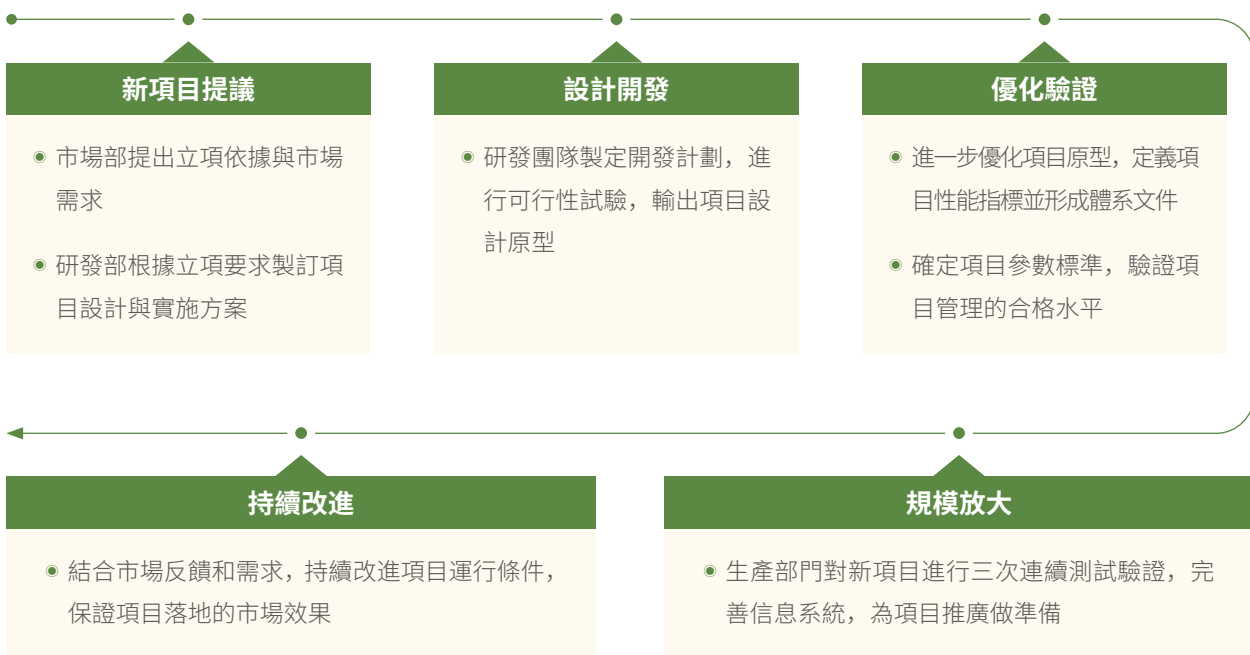 新項目提議
市場部提出立項依據與市場
需求
研發部根據立項要求製訂項
目設計與實施方案
設計開發
研發團隊製定開發計劃，進
行可行性試驗，輸出項目設
計原型
優化驗證
進一步優化項目原型，定義項
目性能指標並形成體系文件
確定項目參數標準，驗證項
目管理的合格水平
規模放大
生產部門對新項目進行三次連續測試驗證，完
善信息系統，為項目推廣做準備
持續改進
結合市場反饋和需求，持續改進項目運行條件，
保證項目落地的市場效果